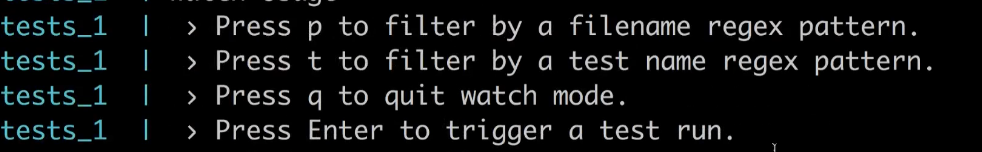 tests_1 | › Press p to filter by a filename regex pattern.
tests_1 | › Press t to filter by a test name regex pattern.
tests_1 | › Press q to quit watch mode.
tests_1 | › Press Enter to trigger a test run.